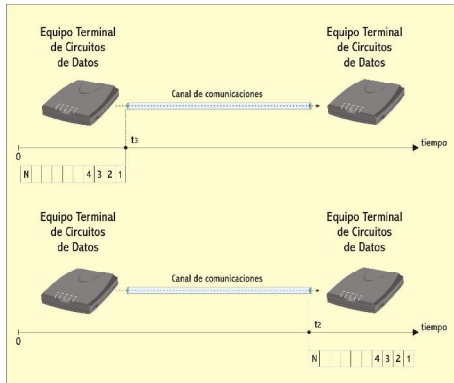 Equipo Terminal
de Circuitos
de Datos
Equipo Terminal
de Circuitos
de Datos
Canal de comunicaciones
t3
0
tiempo
N 4 3 2 1
Equipo Terminal
de Circuitos
de Datos
Equipo Terminal
de Circuitos
de Datos
Canal de comunicaciones
t2
0
tiempo
N 4 3 2 1